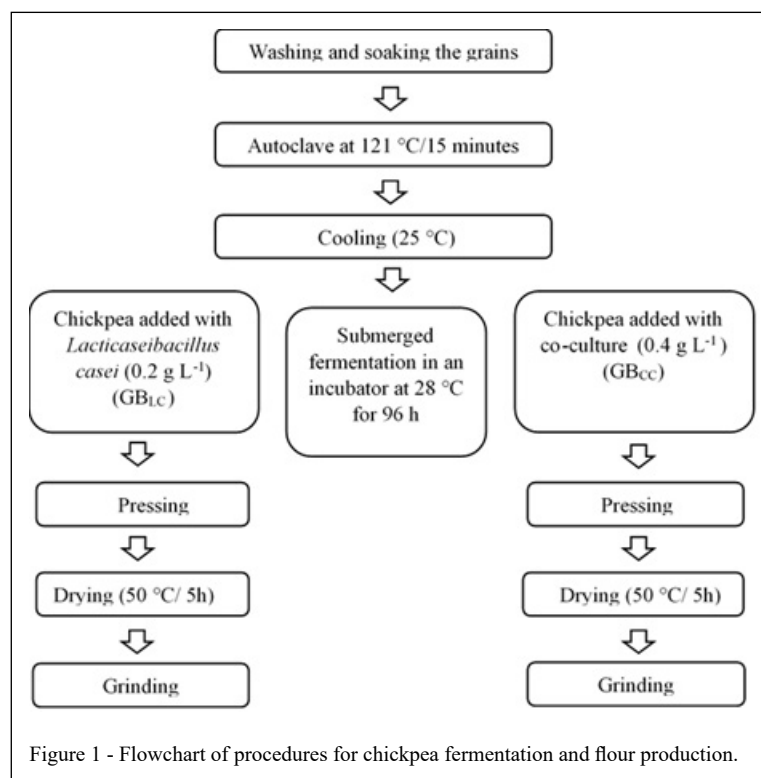 Washing and soaking the grains
Autoclave at 121 °C/15 minutes
Cooling (25 °C)
Chickpea added with
Lacticaseibacillus
casei (0.2 g L⁻¹)
(GB_LC)
Submerged
fermentation in an
incubator at 28 °C
for 96 h
Chickpea added with
co-culture (0.4 g L⁻¹)
(GB_CC)
Pressing
Drying (50 °C/ 5h)
Grinding
Pressing
Drying (50 °C/ 5h)
Grinding
Figure 1 - Flowchart of procedures for chickpea fermentation and flour production.